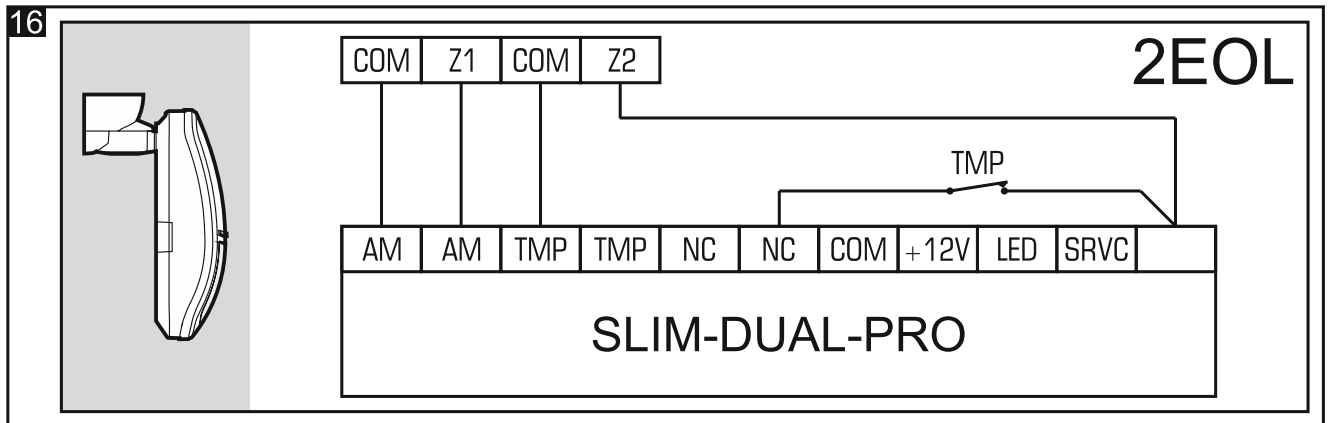 16
2EOL
COM Z1 COM Z2
TMP
AM AM TMP TMP NC NC COM +12V LED SRVC
SLIM-DUAL-PRO